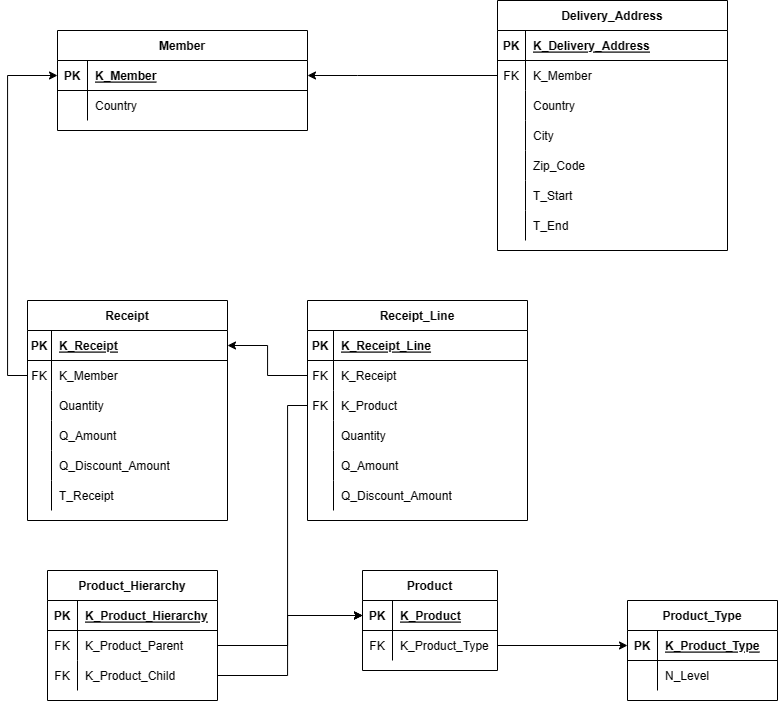 Delivery_Address
PK K_Delivery_Address
FK K_Member
Country
City
Zip_Code
T_Start
T_End
Member
PK K_Member
Country
Receipt
PK K_Receipt
FK K_Member
Quantity
Q_Amount
Q_Discount_Amount
T_Receipt
Receipt_Line
PK K_Receipt_Line
FK K_Receipt
FK K_Product
Quantity
Q_Amount
Q_Discount_Amount
Product_Hierarchy
PK K_Product_Hierarchy
FK K_Product_Parent
FK K_Product_Child
Product
PK K_Product
FK K_Product_Type
Product_Type
PK K_Product_Type
N_Level